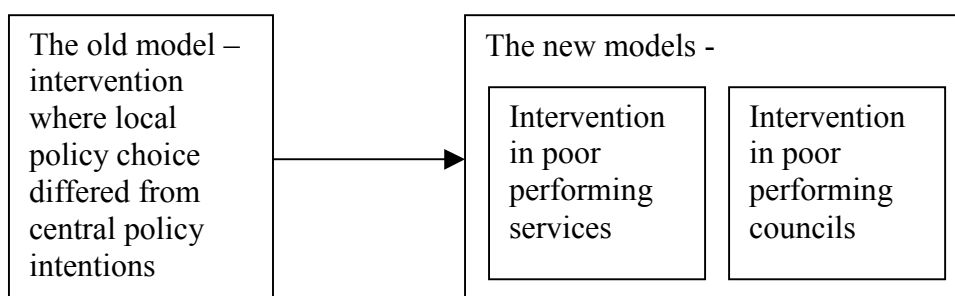 The old model –
intervention
where local
policy choice
differed from
central policy
intentions
The new models -
Intervention
in poor
performing
services
Intervention
in poor
performing
councils